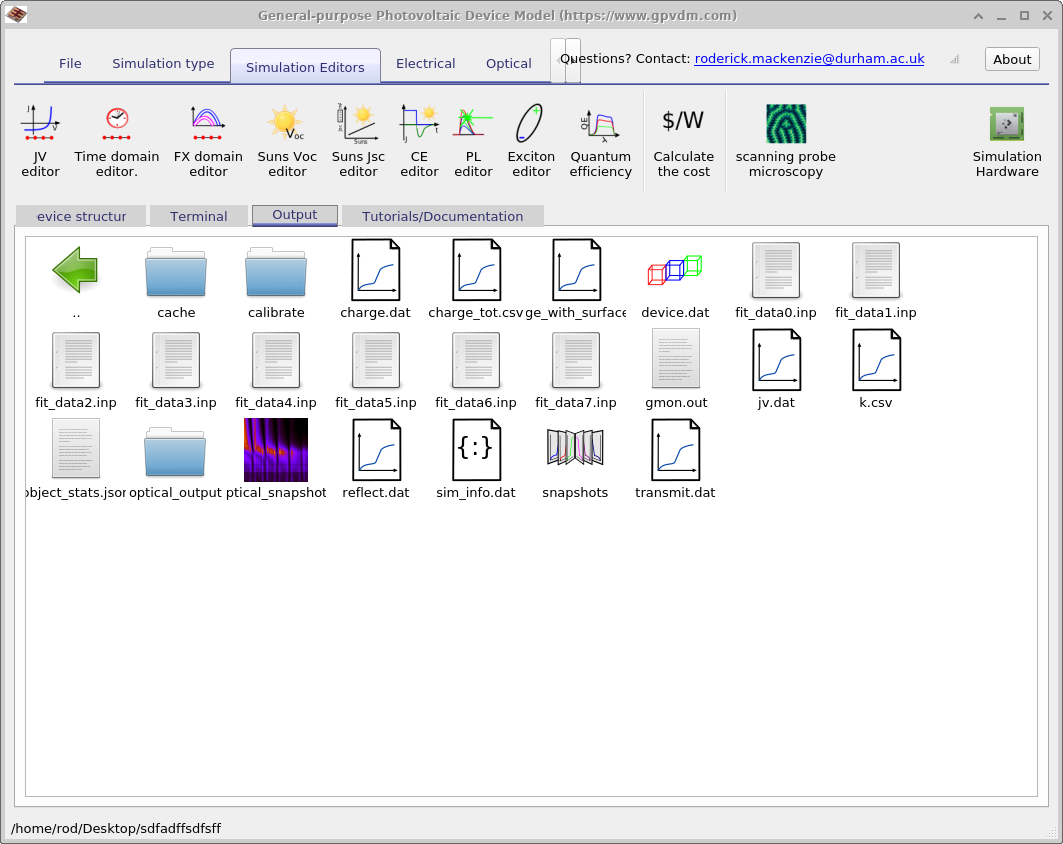 General-purpose Photovoltaic Device Model (https://www.gpvdm.com)
File Simulation type Simulation Editors Electrical Optical Questions? Contact: roderick.mackenzie@durham.ac.uk About
JV editor
Time domain editor.
FX domain editor
Suns Voc editor
Suns Jsc editor
CE editor
PL editor
Exciton editor
Quantum efficiency
$/W
Calculate the cost
scanning probe microscopy
Simulation Hardware
evice structur Terminal Output Tutorials/Documentation
.. cache calibrate charge.dat charge_tot.csv ge_with_surface device.dat fit_data0.inp fit_data1.inp
fit_data2.inp fit_data3.inp fit_data4.inp fit_data5.inp fit_data6.inp fit_data7.inp gmon.out jv.dat k.csv
{:}
object_stats.json optical_output ptical_snapshot reflect.dat sim_info.dat snapshots transmit.dat
/home/rod/Desktop/sdfadffsdfsff